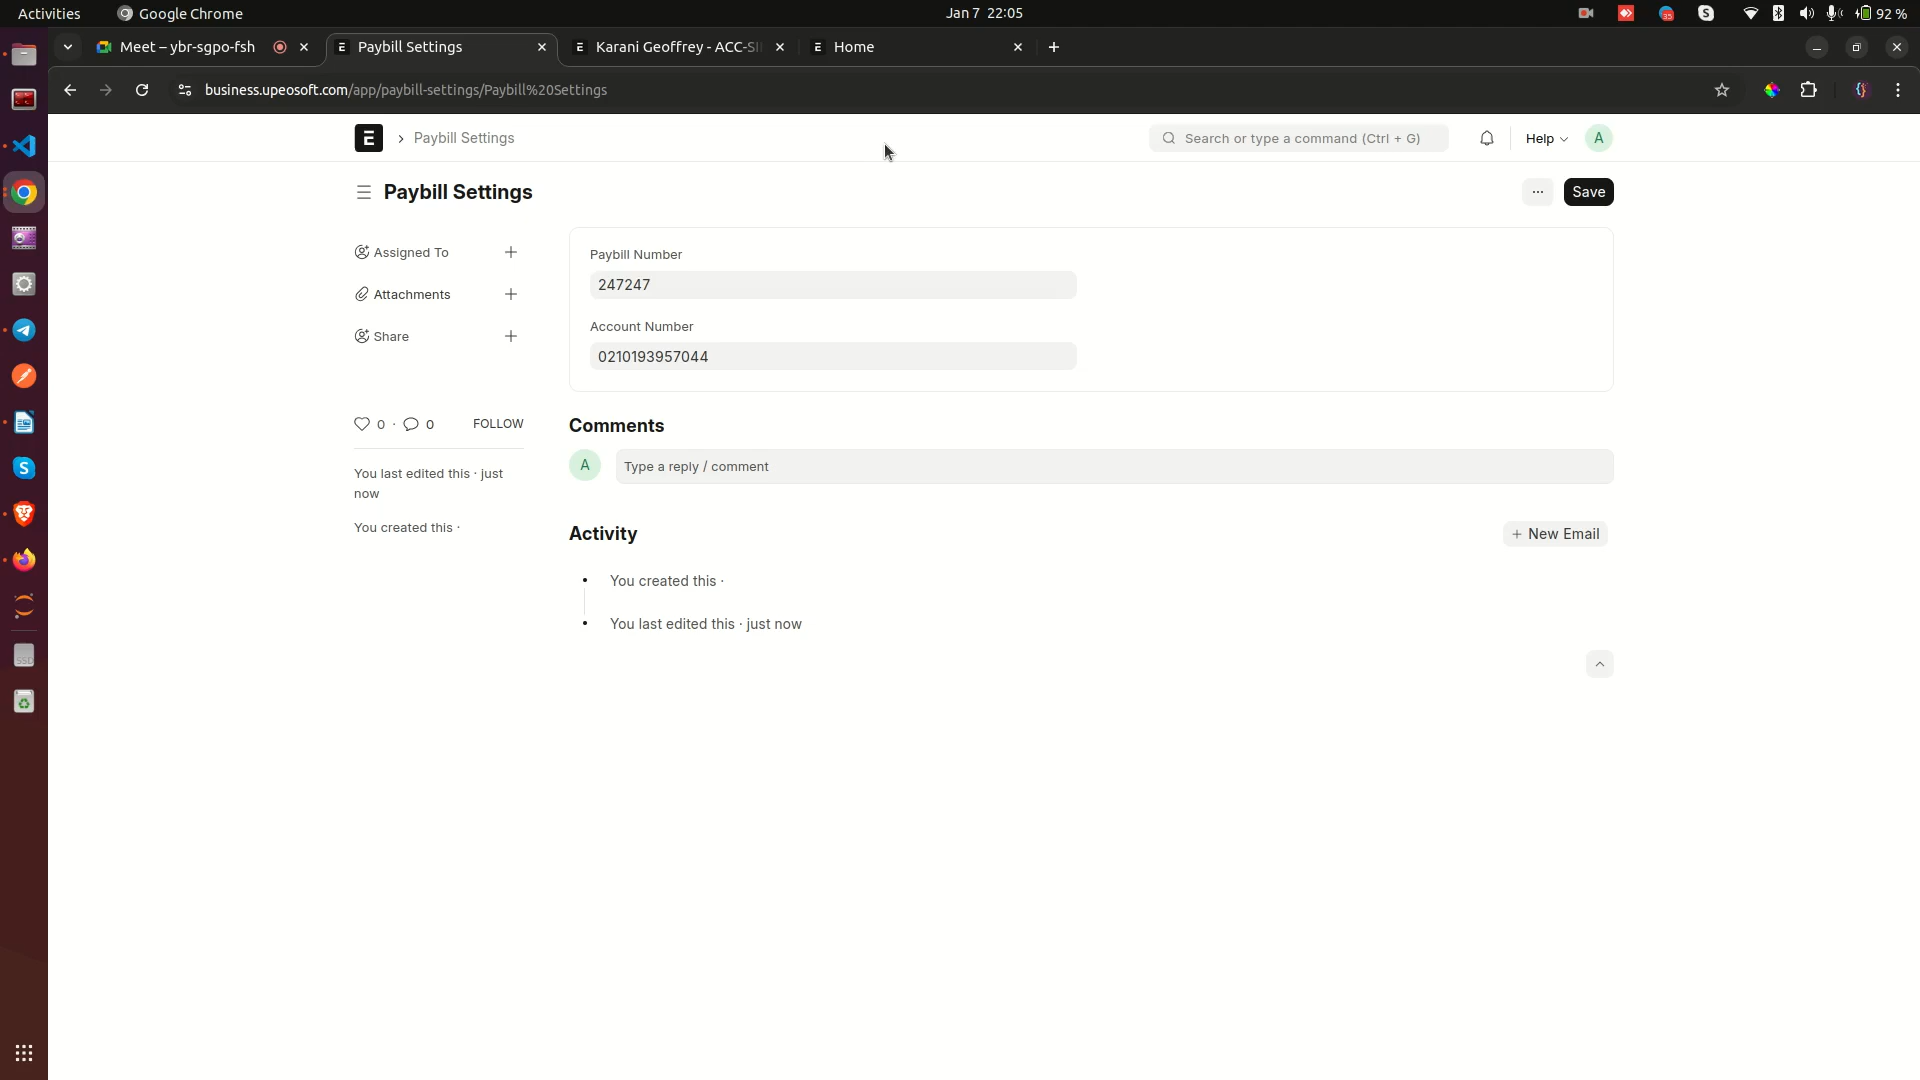 Activities
Google Chrome
Jan 7 22:05
92 %
Meet – ybr-sgpo-fsh
Paybill Settings
Karani Geoffrey - ACC-SI
Home
business.upeosoft.com/app/paybill-settings/Paybill%20Settings
E
Paybill Settings
Search or type a command (Ctrl + G)
Help
A
Paybill Settings
Save
Assigned To
Attachments
Share
Paybill Number
247247
Account Number
0210193957044
0 · 0
FOLLOW
You last edited this · just
now
You created this ·
Comments
A
Type a reply / comment
Activity
New Email
You created this ·
You last edited this · just now